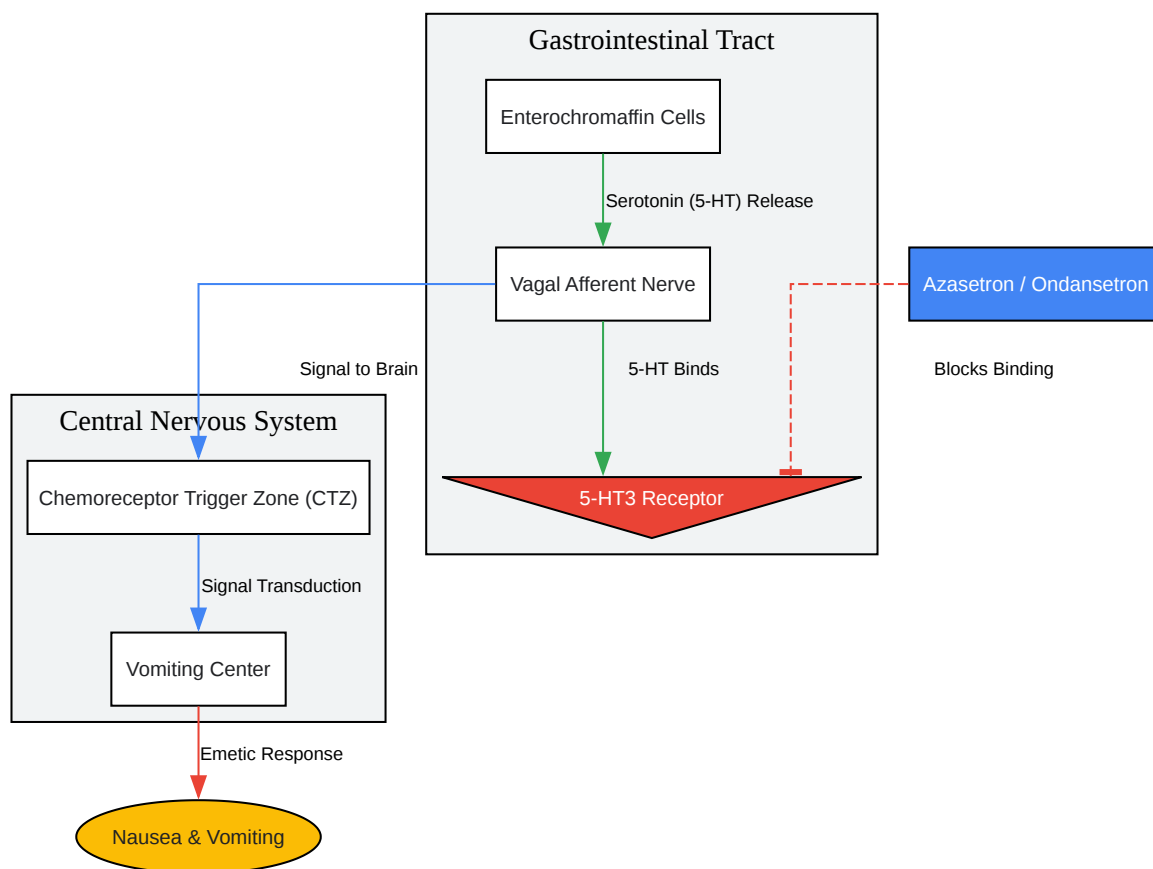 Gastrointestinal Tract
Enterochromaffin Cells
Serotonin (5-HT) Release
Vagal Afferent Nerve
Azasetron / Ondansetron
Signal to Brain
5-HT Binds
Blocks Binding
Central Nervous System
Chemoreceptor Trigger Zone (CTZ)
5-HT3 Receptor
Signal Transduction
Vomiting Center
Emetic Response
Nausea & Vomiting